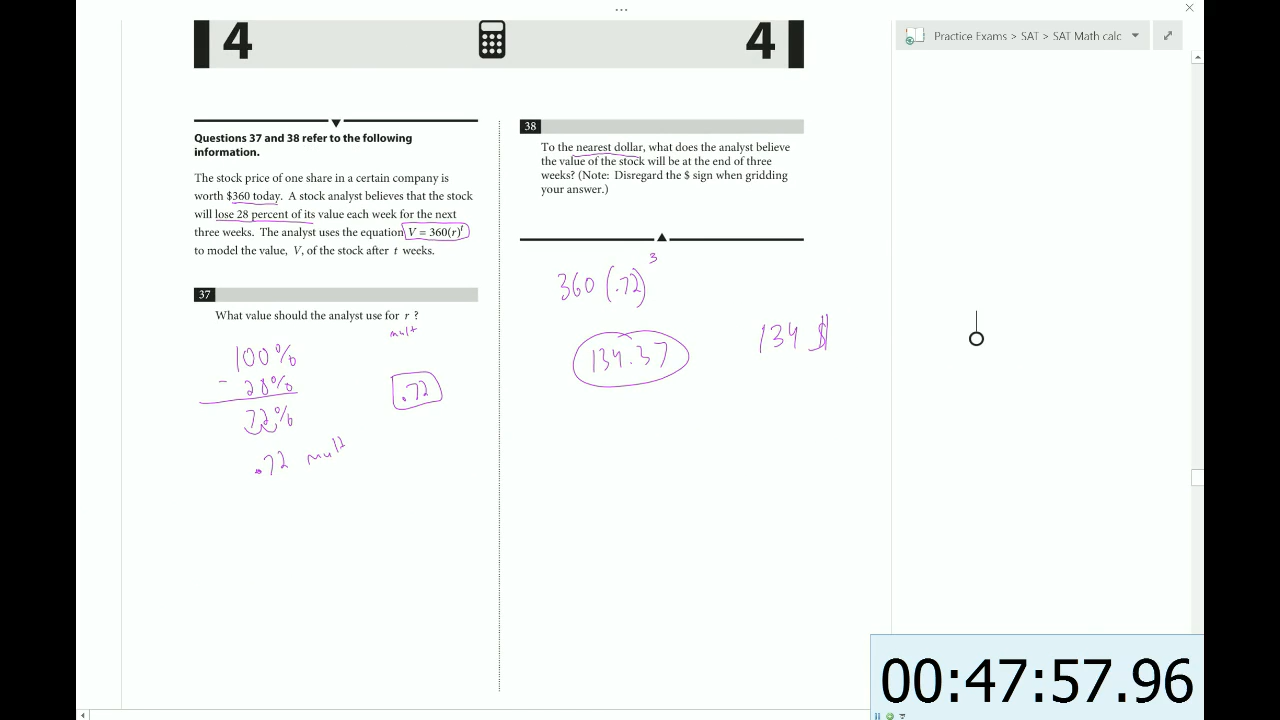 Practice Exams > SAT > SAT Math calc
4
4
Questions 37 and 38 refer to the following
information.
The stock price of one share in a certain company is
worth $360 today. A stock analyst believes that the stock
will lose 28 percent of its value each week for the next
three weeks. The analyst uses the equation V = 360(r)^t
to model the value, V, of the stock after t weeks.
37
What value should the analyst use for r ?
mult
100%
- 28%
72%
.72 mult
.72
38
To the nearest dollar, what does the analyst believe
the value of the stock will be at the end of three
weeks? (Note: Disregard the $ sign when gridding
your answer.)
360 (.72)^3
134.37
134 $
00:47:57.96